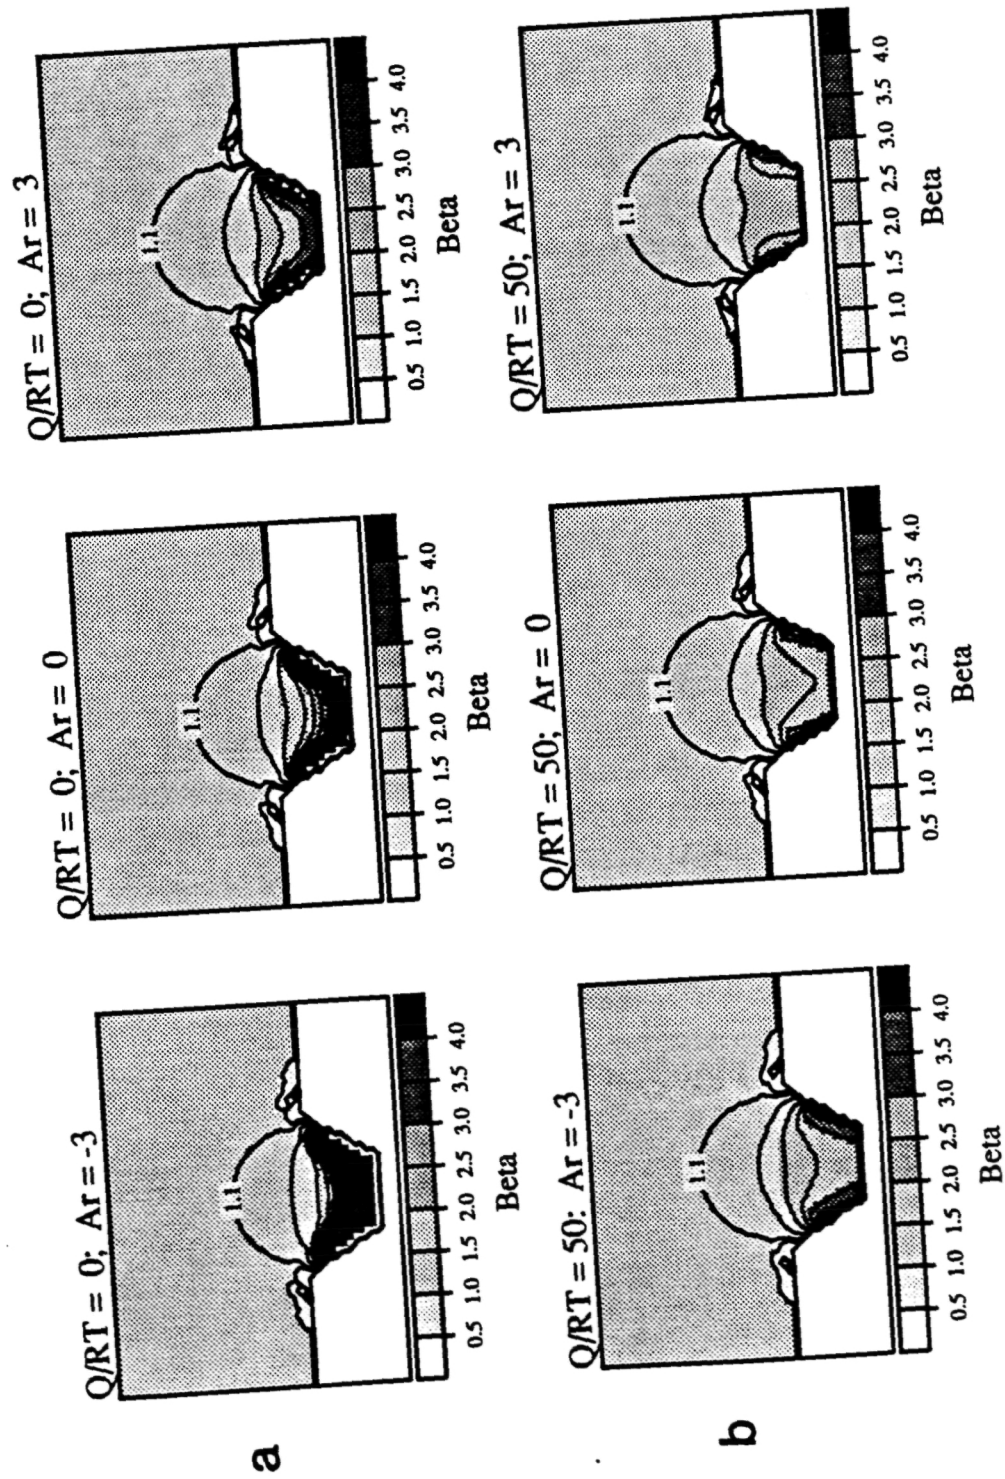 a
Q/RT = 0; Ar = -3
1.1
0.5 1.0 1.5 2.0 2.5 3.0 3.5 4.0
Beta
Q/RT = 0; Ar = 0
1.1
0.5 1.0 1.5 2.0 2.5 3.0 3.5 4.0
Beta
Q/RT = 0; Ar = 3
1.1
0.5 1.0 1.5 2.0 2.5 3.0 3.5 4.0
Beta
b
Q/RT = 50: Ar = -3
1.1
0.5 1.0 1.5 2.0 2.5 3.0 3.5 4.0
Beta
Q/RT = 50; Ar = 0
1.1
0.5 1.0 1.5 2.0 2.5 3.0 3.5 4.0
Beta
Q/RT = 50; Ar = 3
1.1
0.5 1.0 1.5 2.0 2.5 3.0 3.5 4.0
Beta